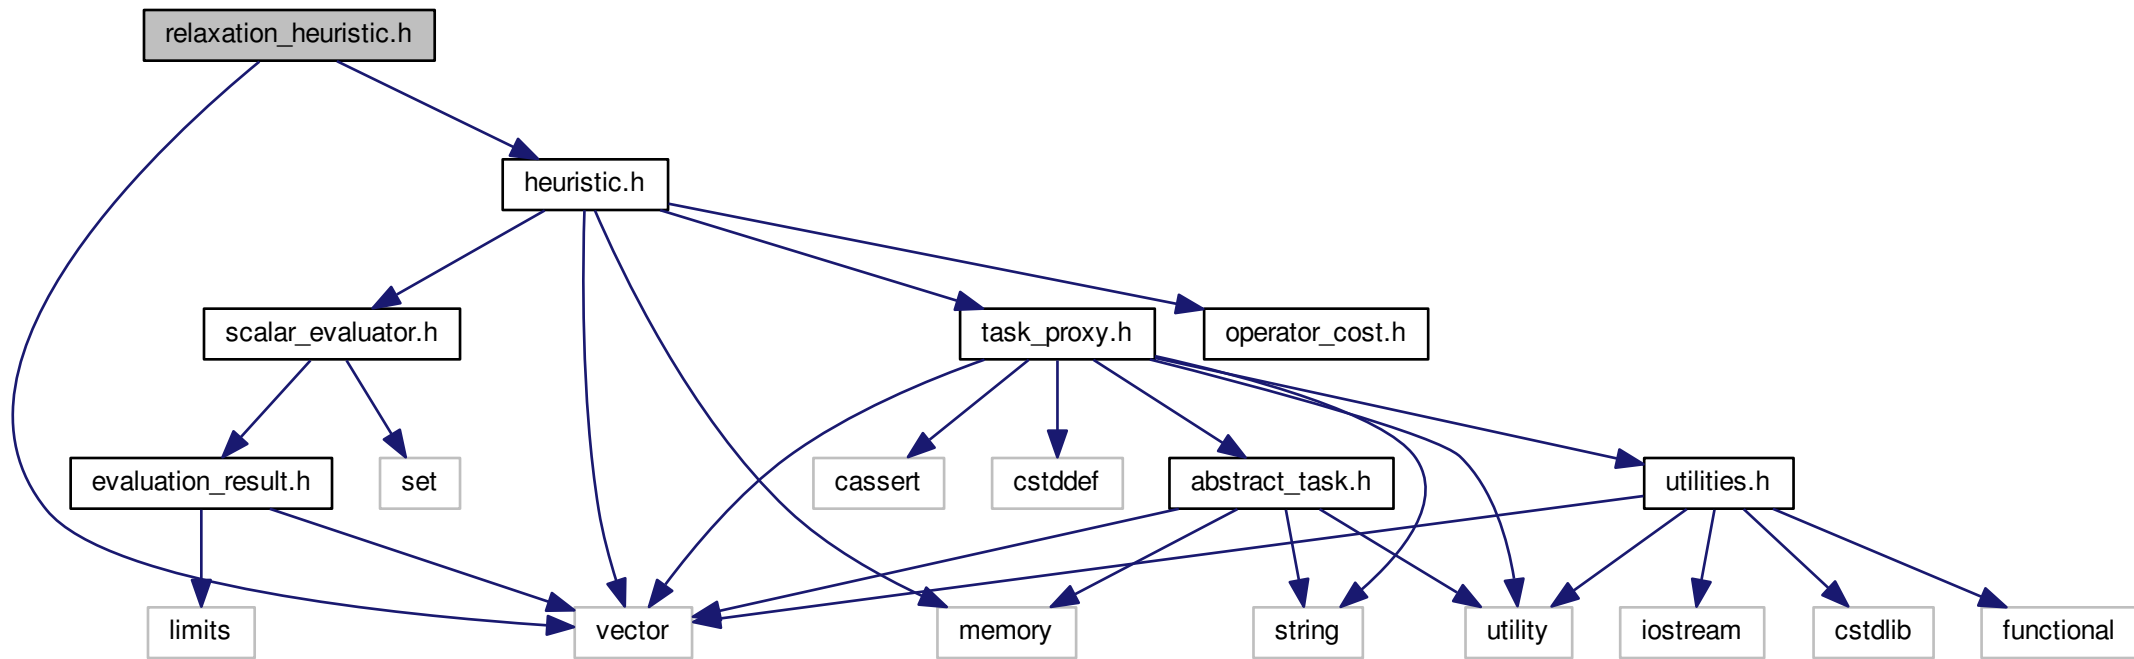 relaxation_heuristic.h
heuristic.h
scalar_evaluator.h
task_proxy.h
operator_cost.h
evaluation_result.h
set
cassert
cstddef
abstract_task.h
utilities.h
limits
vector
memory
string
utility
iostream
cstdlib
functional